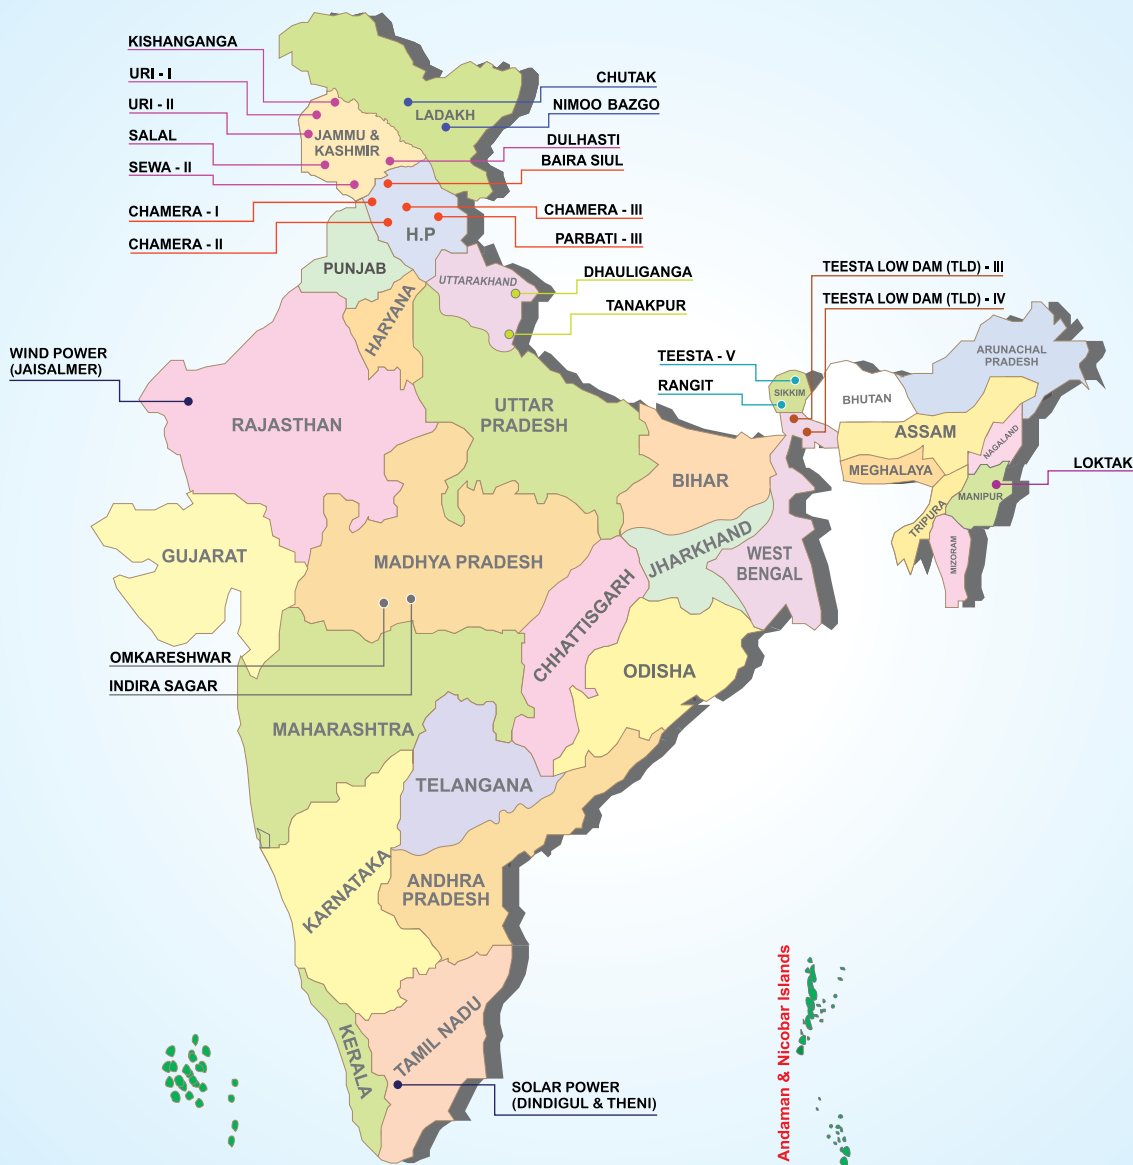 KISHANGANGA
URI - I
URI - II
SALAL
SEWA - II
CHAMERA - I
CHAMERA - II
CHUTAK
NIMOO BAZGO
DULHASTI
BAIRA SIUL
CHAMERA - III
PARBATI - III
DHAULIGANGA
TANAKPUR
LADAKH
JAMMU &
KASHMIR
H.P
PUNJAB
UTTARAKHAND
HARYANA
TEESTA LOW DAM (TLD) - III
TEESTA LOW DAM (TLD) - IV
TEESTA - V
RANGIT
SIKKIM
BHUTAN
ARUNACHAL
PRADESH
ASSAM
NAGALAND
MEGHALAYA
MANIPUR
LOKTAK
TRIPURA
MIZORAM
WIND POWER
(JAISALMER)
RAJASTHAN
UTTAR
PRADESH
BIHAR
GUJARAT
MADHYA PRADESH
JHARKHAND
WEST
BENGAL
CHHATTISGARH
ODISHA
OMKARESHWAR
INDIRA SAGAR
MAHARASHTRA
TELANGANA
KARNATAKA
ANDHRA
PRADESH
KERALA
TAMIL NADU
SOLAR POWER
(DINDIGUL & THENI)
Andaman & Nicobar Islands